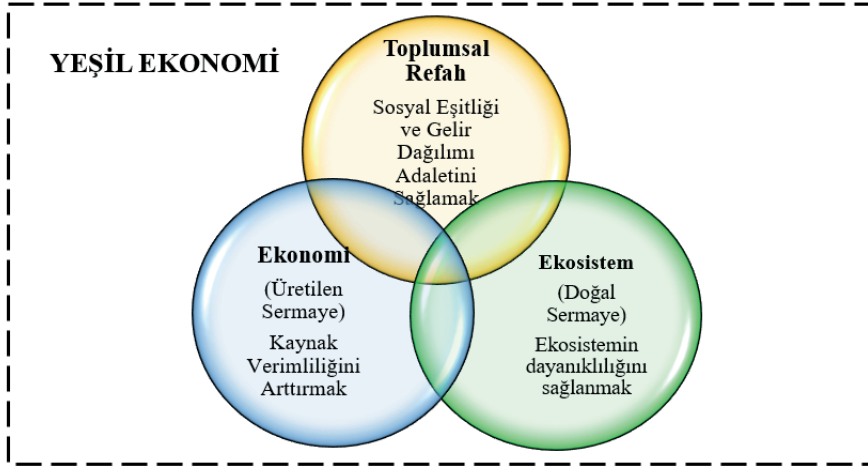 YEŞİL EKONOMİ
Toplumsal
Refah
Sosyal Eşitliği
ve Gelir
Dağılımı
Adaletini
Sağlamak
Ekonomi
(Üretilen
Sermaye)
Kaynak
Verimliliğini
Arttırmak
Ekosistem
(Doğal
Sermaye)
Ekosistemin
dayanıklılığını
sağlanmak